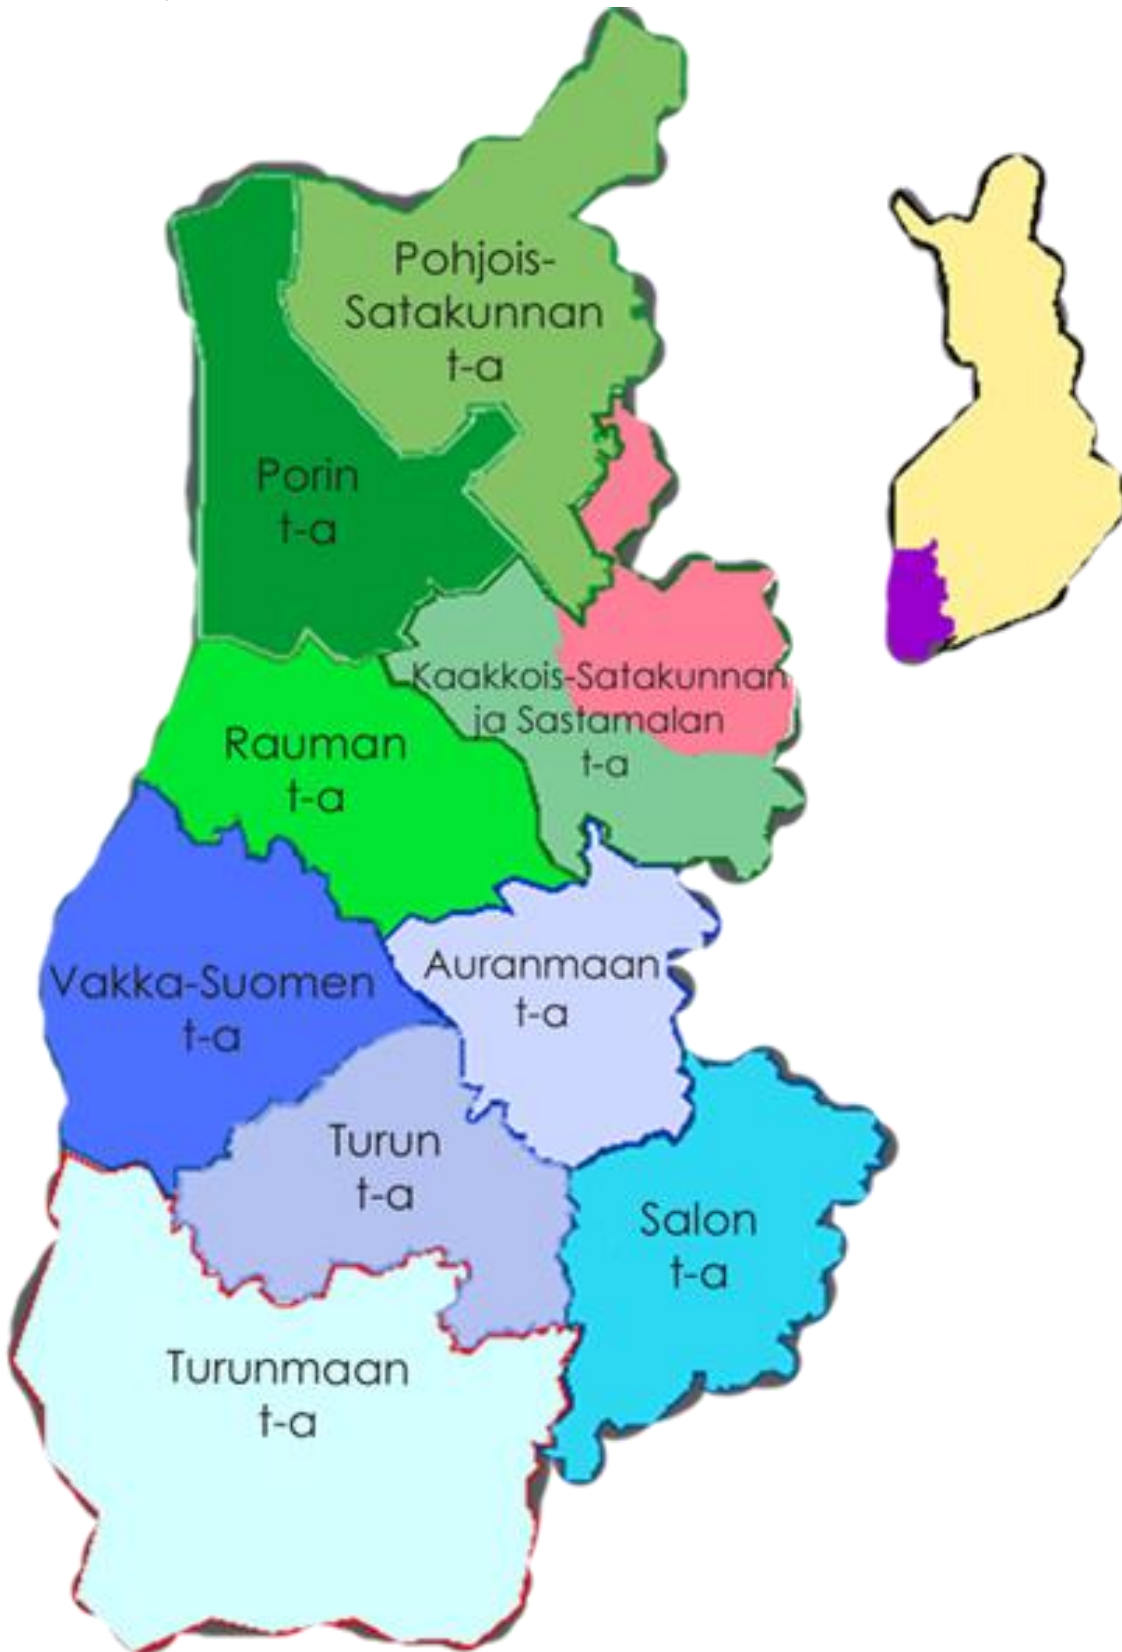 Pohjois-
Satakunnan
t-a
Porin
t-a
Kaakkois-Satakunnan
ja Sastamalan
t-a
Rauman
t-a
Auranmaan
t-a
Vakka-Suomen
t-a
Turun
t-a
Salon
t-a
Turunmaan
t-a